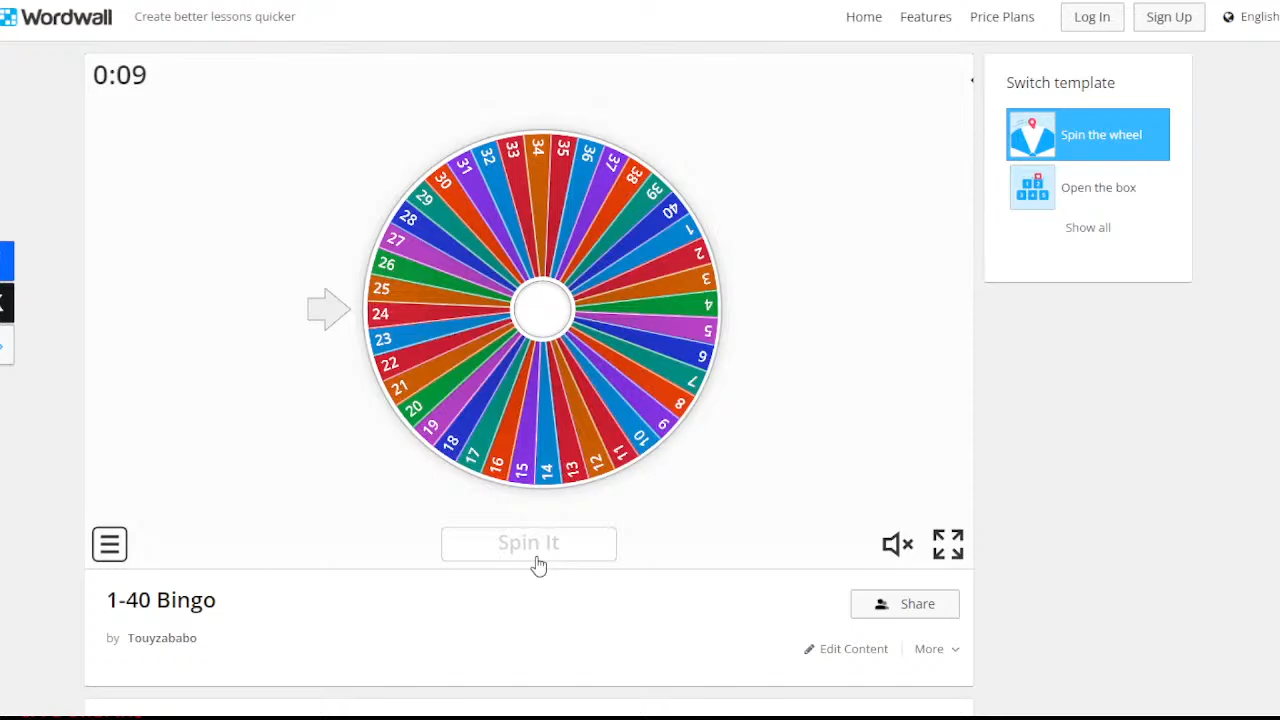 Wordwall
Create better lessons quicker
Home
Features
Price Plans
Log In
Sign Up
English
0:09
Switch template
Spin the wheel
Open the box
Show all
1
2
3
4
5
6
7
8
9
10
11
12
13
14
15
16
17
18
19
20
21
22
23
24
25
26
27
28
29
30
31
32
33
34
35
36
37
38
39
40
Spin It
1-40 Bingo
Share
by Touyzababo
Edit Content
More